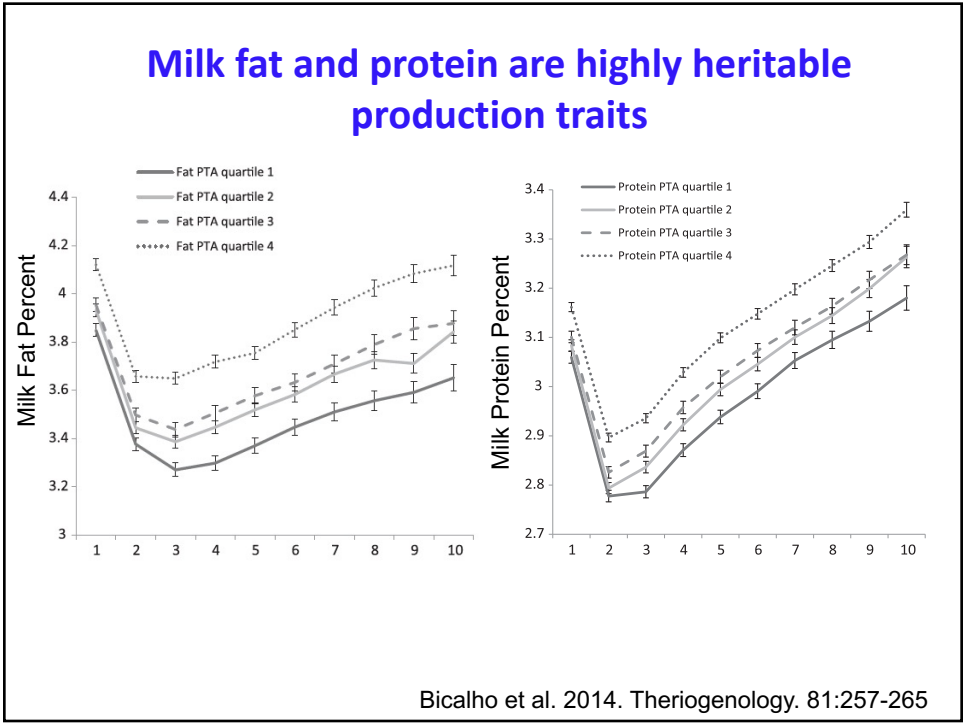 Milk fat and protein are highly heritable
production traits
Fat PTA quartile 1
Fat PTA quartile 2
Fat PTA quartile 3
Fat PTA quartile 4
Milk Fat Percent
4.4
4.2
4
3.8
3.6
3.4
3.2
3
1 2 3 4 5 6 7 8 9 10
Protein PTA quartile 1
Protein PTA quartile 2
Protein PTA quartile 3
Protein PTA quartile 4
Milk Protein Percent
3.4
3.3
3.2
3.1
3
2.9
2.8
2.7
1 2 3 4 5 6 7 8 9 10
Bicalho et al. 2014. Theriogenology. 81:257-265